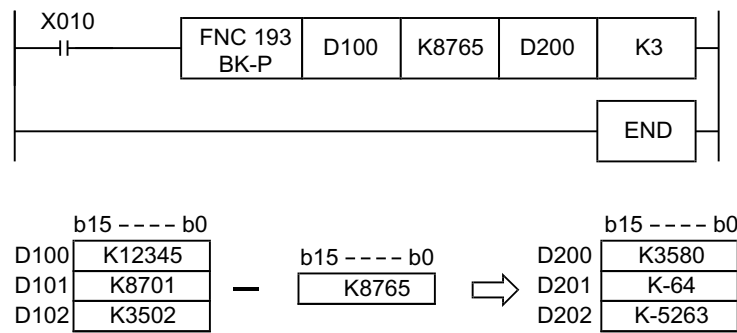 X010
FNC 193
BK-P D100 K8765 D200 K3
END
b15 ---- b0 b15 ---- b0
D100 K12345 b15 ---- b0 D200 K3580
D101 K8701 — K8765 D201 K-64
D102 K3502 D202 K-5263